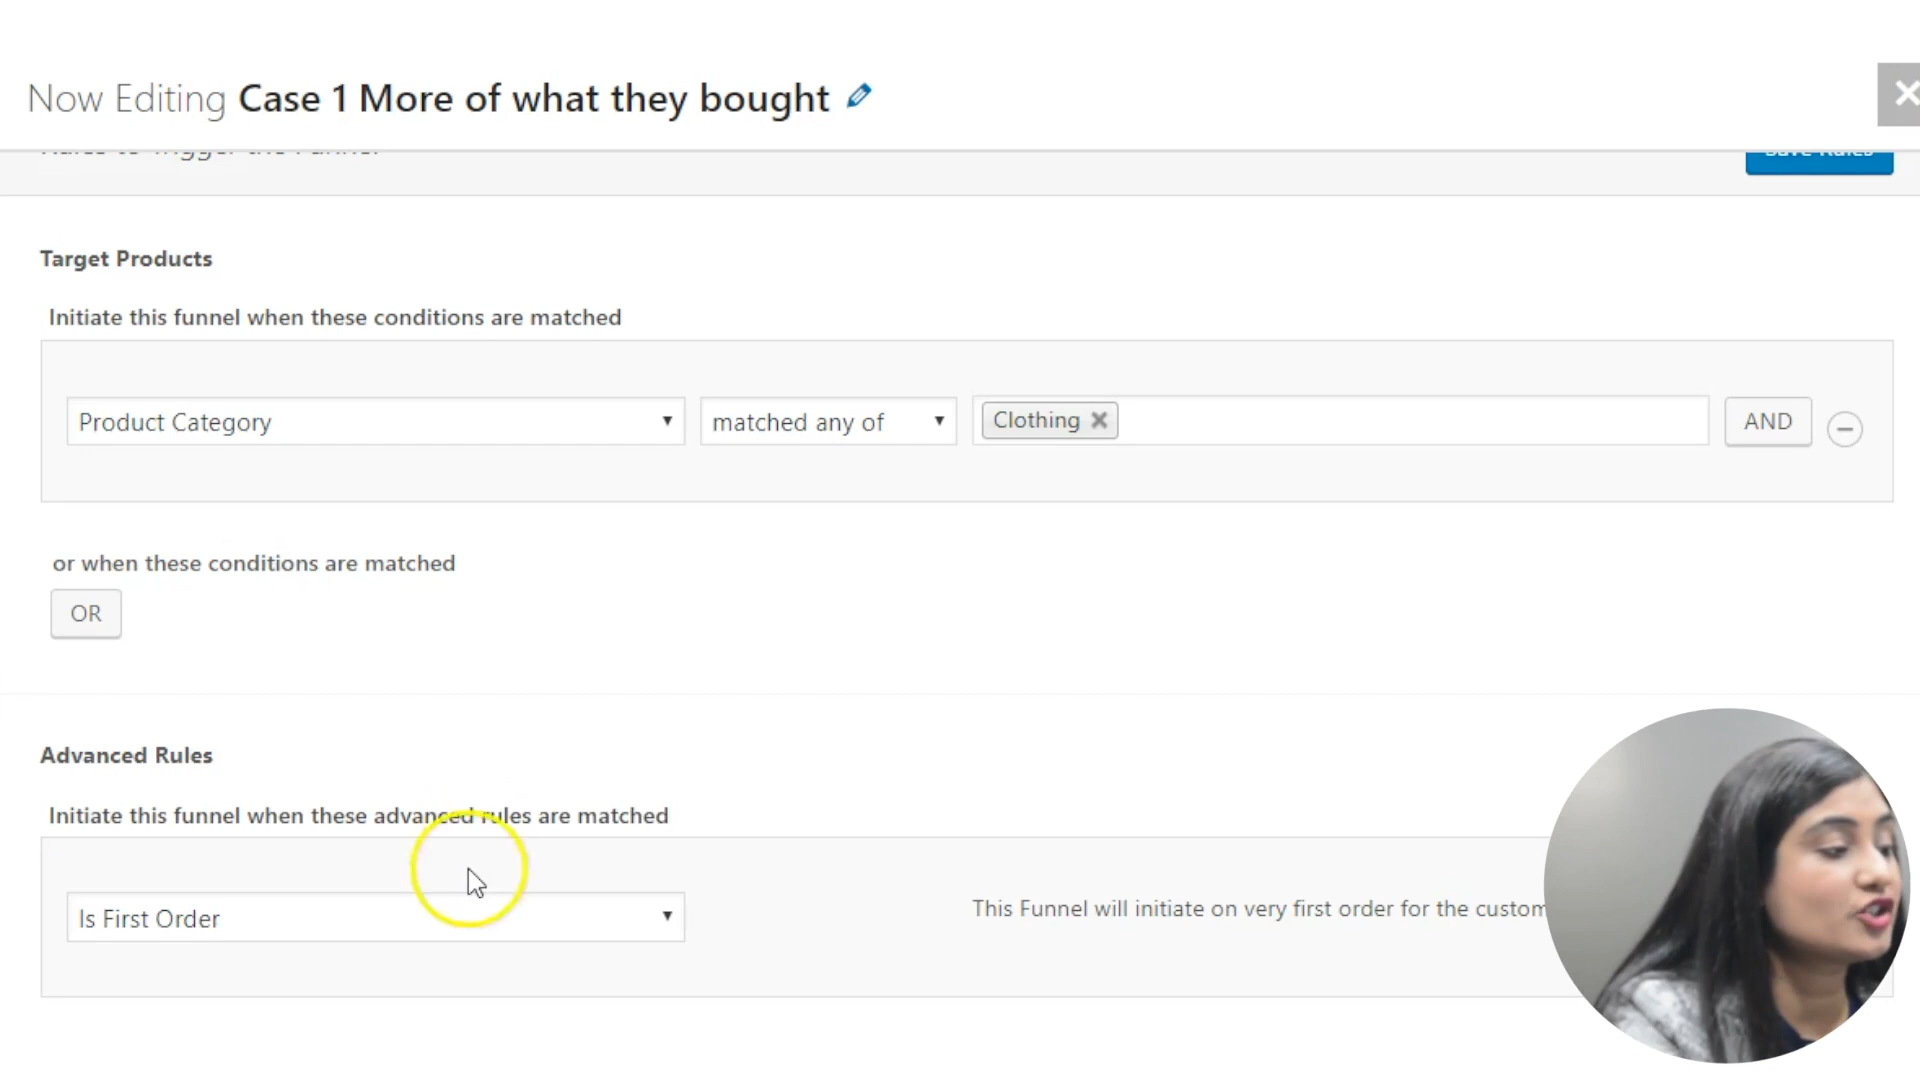 Now Editing Case 1 More of what they bought
Target Products
Initiate this funnel when these conditions are matched
Product Category
matched any of
Clothing
AND
or when these conditions are matched
OR
Advanced Rules
Initiate this funnel when these advanced rules are matched
Is First Order
This Funnel will initiate on very first order for the custom